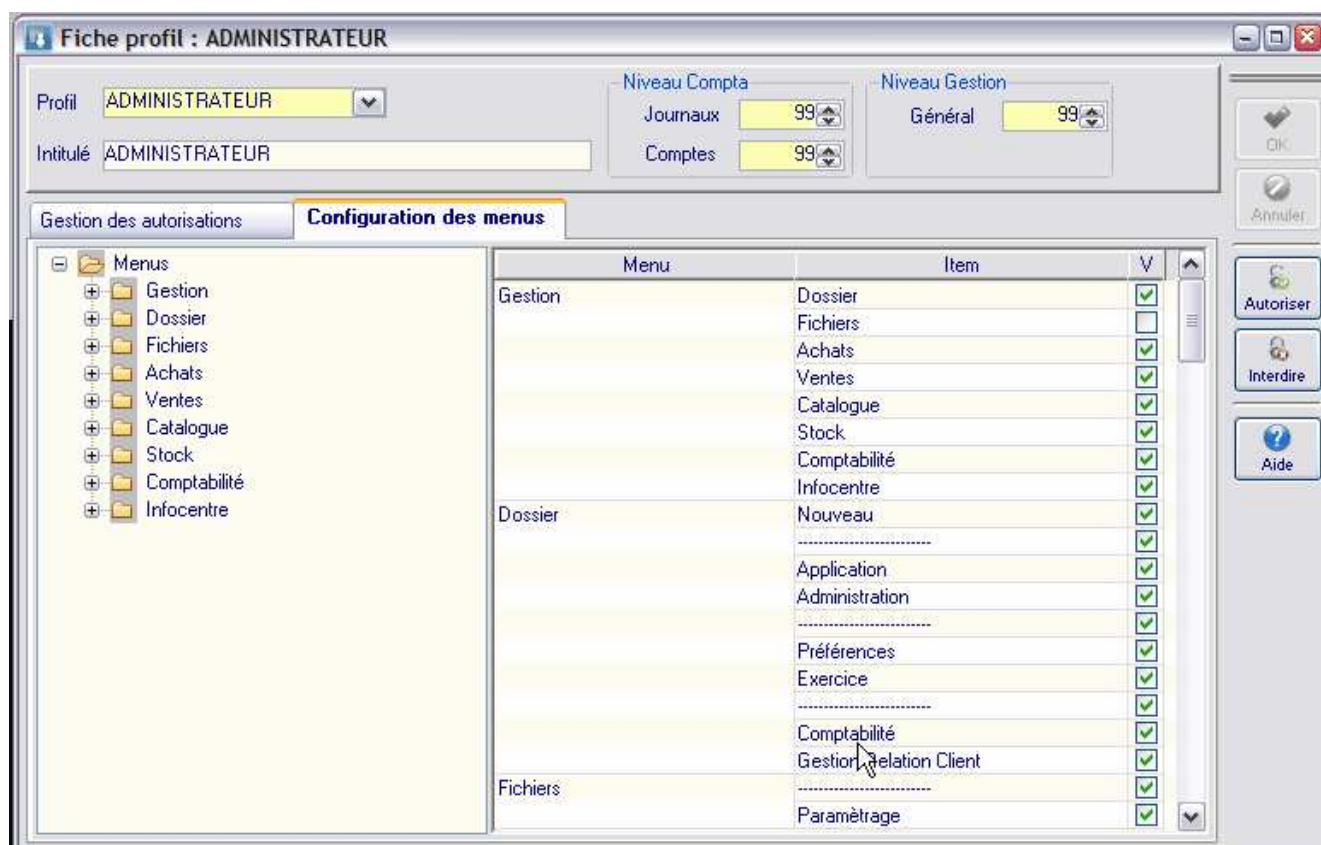 Fiche profil : ADMINISTRATEUR
Profil ADMINISTRATEUR
Intitulé ADMINISTRATEUR
Niveau Compta
Journaux 99
Comptes 99
Niveau Gestion
Général 99
OK
Annuler
Autoriser
Interdire
Aide
Gestion des autorisations
Configuration des menus
Menus
Gestion
Dossier
Fichiers
Achats
Ventes
Catalogue
Stock
Comptabilité
Infocentre
Menu Item V
Gestion Dossier
Fichiers
Achats
Ventes
Catalogue
Stock
Comptabilité
Infocentre
Dossier Nouveau
-------------------------
Application
Administration
-------------------------
Préférences
Exercice
-------------------------
Comptabilité
Gestion Relation Client
Fichiers -------------------------
Paramètrage